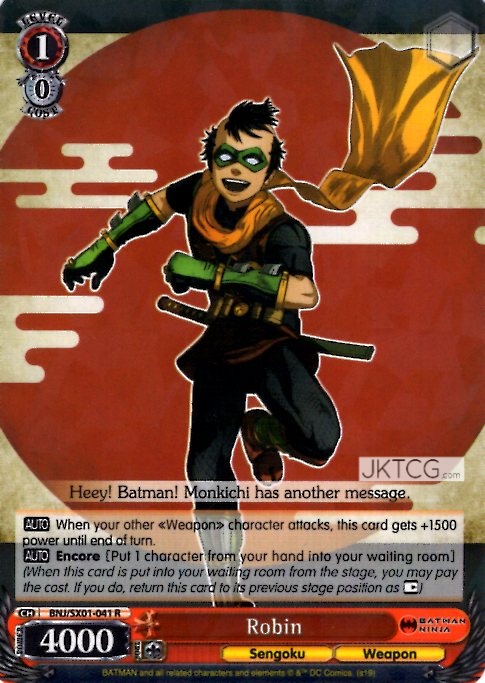 LEVEL
1
0
COST
JKTCG.com
Heey! Batman! Monkichi has another message.
AUTO When your other «Weapon» character attacks, this card gets +1500
power until end of turn.
AUTO Encore [Put 1 character from your hand into your waiting room]
(When this card is put into your waiting room from the stage, you may pay
the cost. If you do, return this card to its previous stage position as )
CH BNJ/SX01-041 R
POWER 4000 SOUL
Robin
BATMAN NINJA
Sengoku Weapon
BATMAN and all related characters and elements © & ™ DC Comics. (s19)